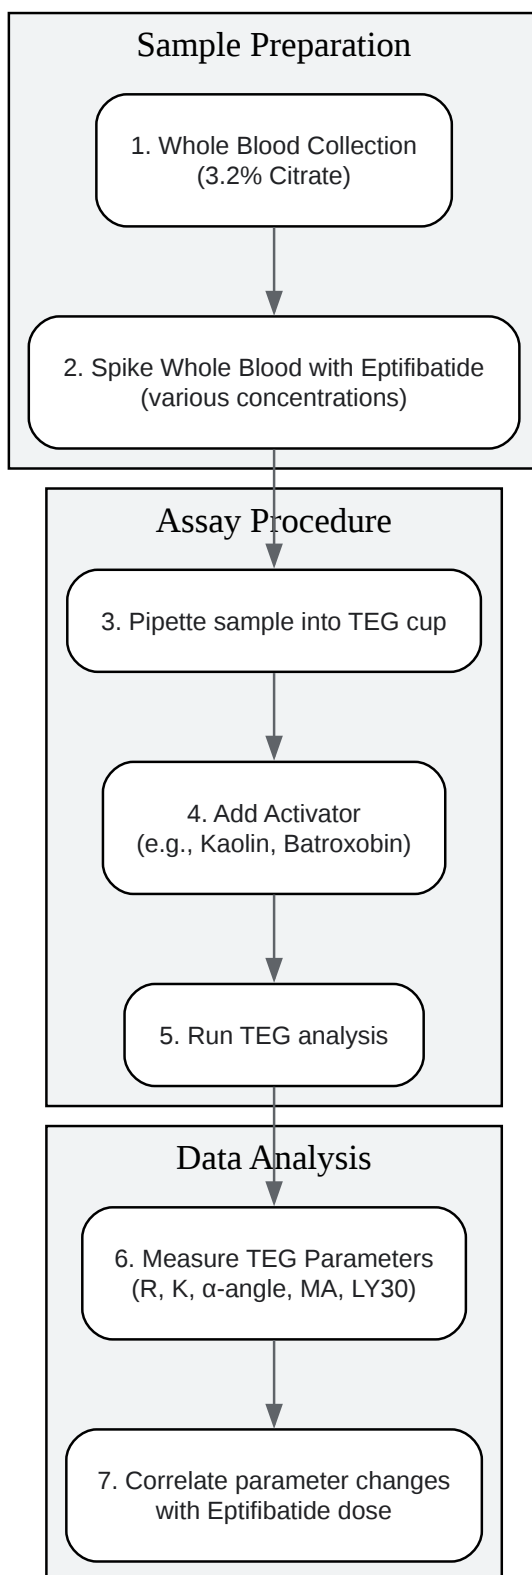 Sample Preparation
1. Whole Blood Collection
(3.2% Citrate)
2. Spike Whole Blood with Eptifibatide
(various concentrations)
Assay Procedure
3. Pipette sample into TEG cup
4. Add Activator
(e.g., Kaolin, Batroxobin)
5. Run TEG analysis
Data Analysis
6. Measure TEG Parameters
(R, K, α-angle, MA, LY30)
7. Correlate parameter changes
with Eptifibatide dose